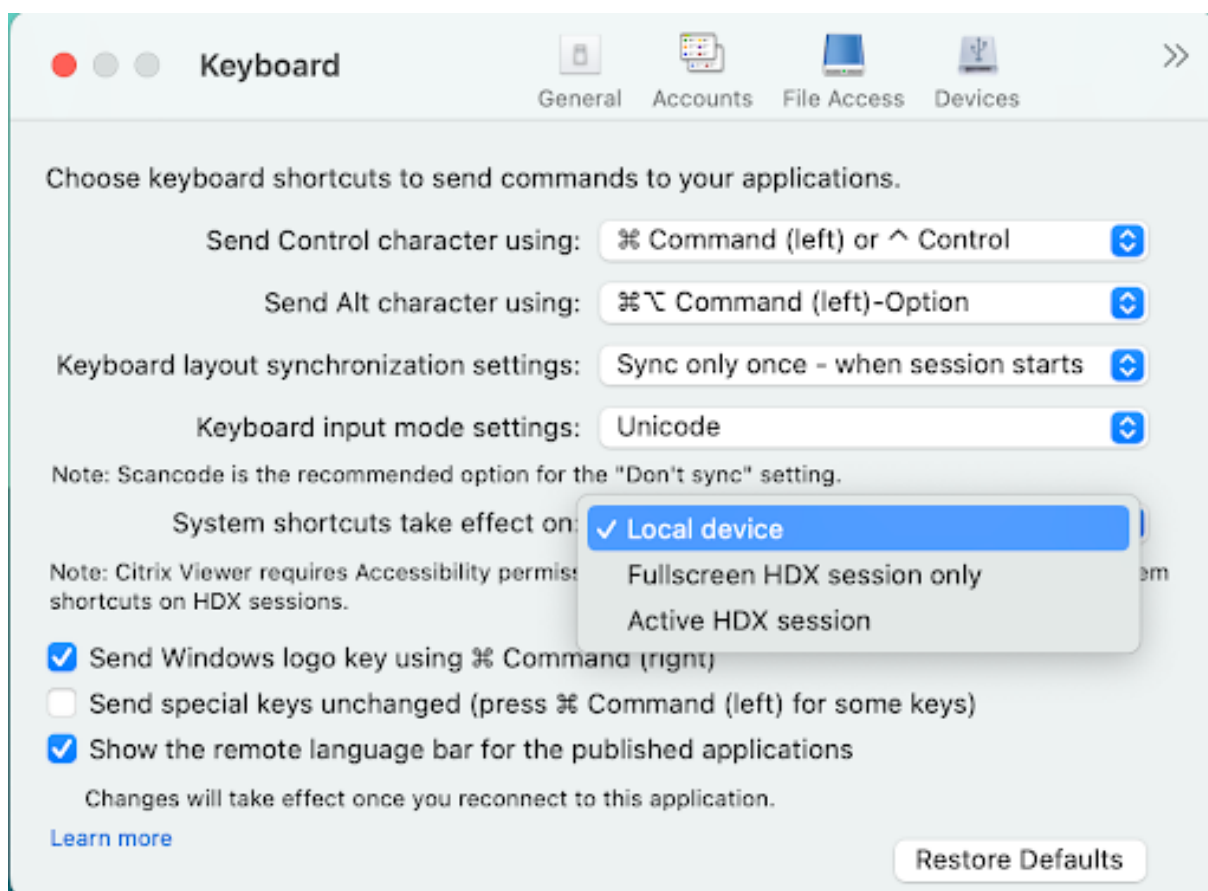 Keyboard
General Accounts File Access Devices
Choose keyboard shortcuts to send commands to your applications.
Send Control character using: ⌘ Command (left) or ^ Control
Send Alt character using: ⌘⌥ Command (left)-Option
Keyboard layout synchronization settings: Sync only once - when session starts
Keyboard input mode settings: Unicode
Note: Scancode is the recommended option for the "Don't sync" setting.
System shortcuts take effect on: ✓ Local device
Fullscreen HDX session only
Active HDX session
Note: Citrix Viewer requires Accessibility
shortcuts on HDX sessions.
Send Windows logo key using ⌘ Command (right)
Send special keys unchanged (press ⌘ Command (left) for some keys)
Show the remote language bar for the published applications
Changes will take effect once you reconnect to this application.
Learn more
Restore Defaults